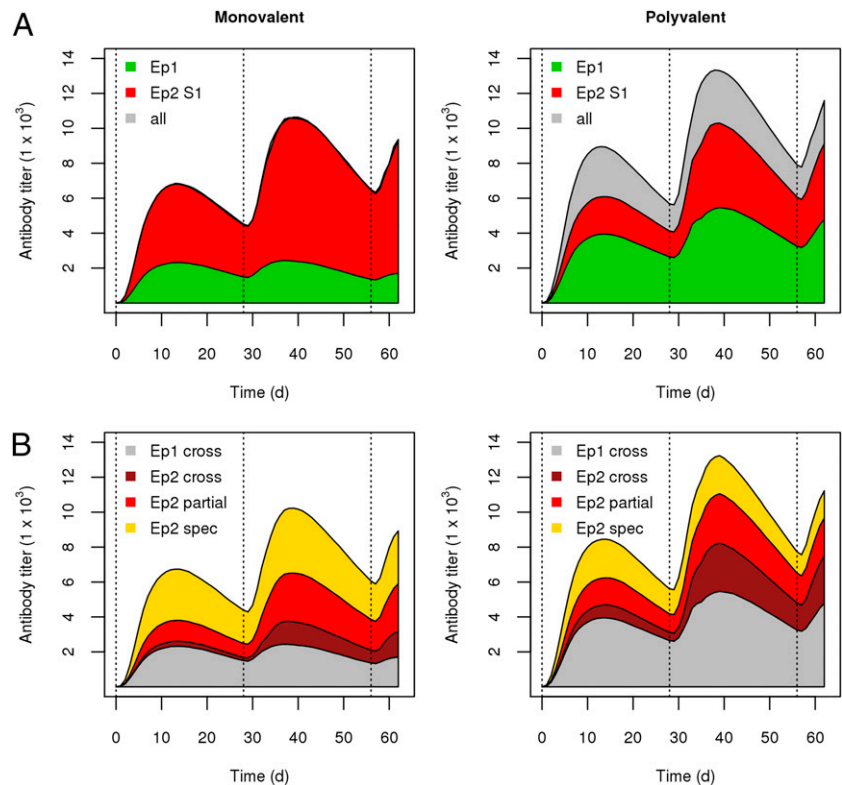 A
Monovalent
Polyvalent
Antibody titer (1 x 10³)
14
12
10
8
6
4
2
Ep1
Ep2 S1
all
0 10 20 30 40 50 60
Time (d)
Antibody titer (1 x 10³)
14
12
10
8
6
4
2
Ep1
Ep2 S1
all
0 10 20 30 40 50 60
Time (d)
B
Antibody titer (1 x 10³)
14
12
10
8
6
4
2
Ep1 cross
Ep2 cross
Ep2 partial
Ep2 spec
0 10 20 30 40 50 60
Time (d)
Antibody titer (1 x 10³)
14
12
10
8
6
4
2
Ep1 cross
Ep2 cross
Ep2 partial
Ep2 spec
0 10 20 30 40 50 60
Time (d)